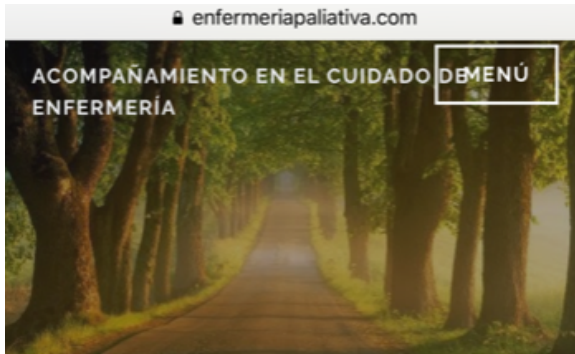 enfermeriapaliativa.com
ACOMPAÑAMIENTO EN EL CUIDADO DE
MENÚ
ENFERMERÍA